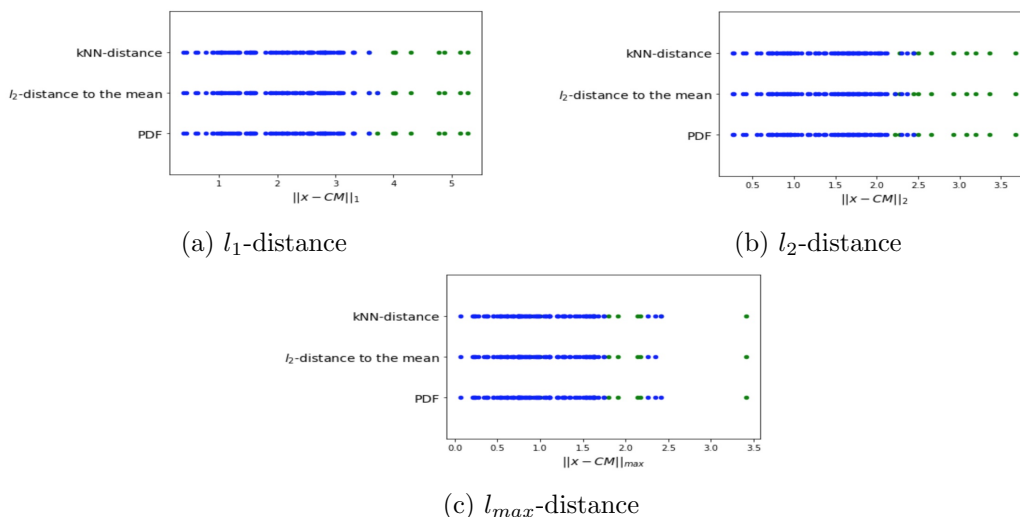 kNN-distance
l₂-distance to the mean
PDF
1 2 3 4 5
||x − CM||₁
(a) l₁-distance
kNN-distance
l₂-distance to the mean
PDF
0.5 1.0 1.5 2.0 2.5 3.0 3.5
||x − CM||₂
(b) l₂-distance
kNN-distance
l₂-distance to the mean
PDF
0.0 0.5 1.0 1.5 2.0 2.5 3.0 3.5
||x − CM||ₘₐₓ
(c) lₘₐₓ-distance